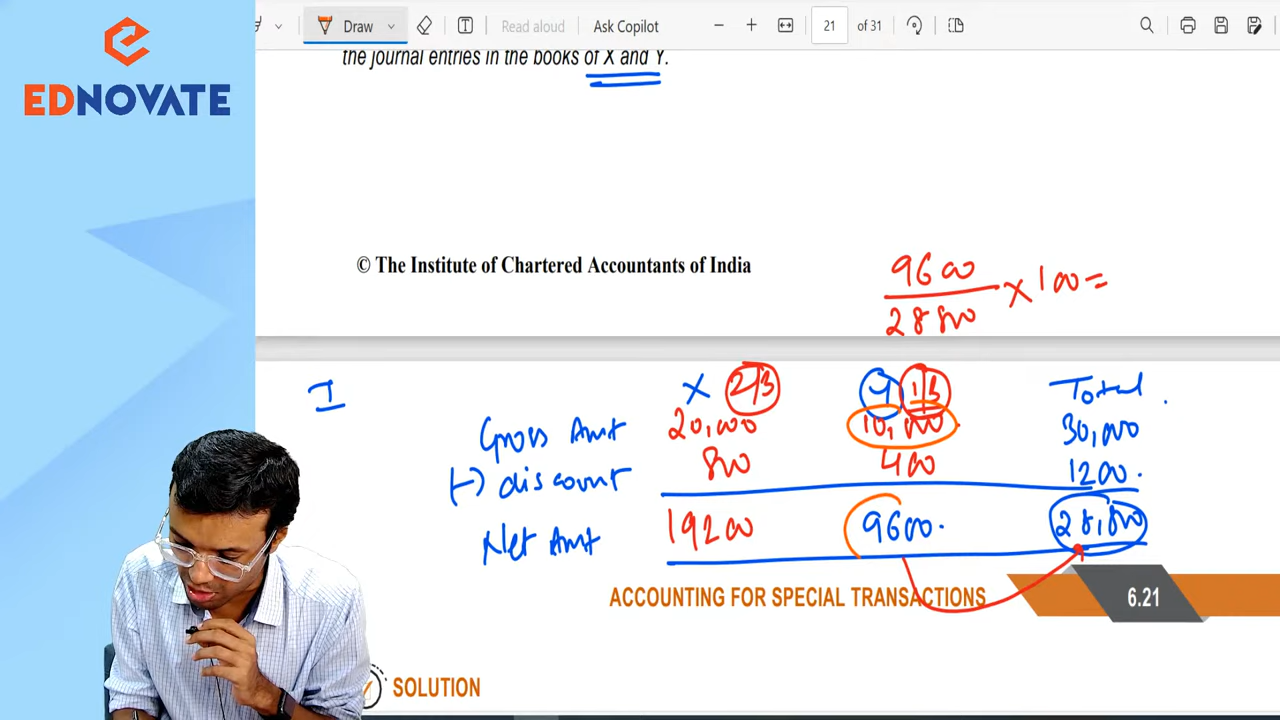 Draw
Read aloud
Ask Copilot
21
of 31
EDNOVATE
the journal entries in the books of X and Y.
© The Institute of Chartered Accountants of India
9600
28800
× 100 =
I
X 2/3 Y 1/3 Total
Gross Amt 20,000 10,000 30,000
(-) discount 800 400 1200.
Net Amt 19200 9600. 28,800
ACCOUNTING FOR SPECIAL TRANSACTIONS 6.21
SOLUTION